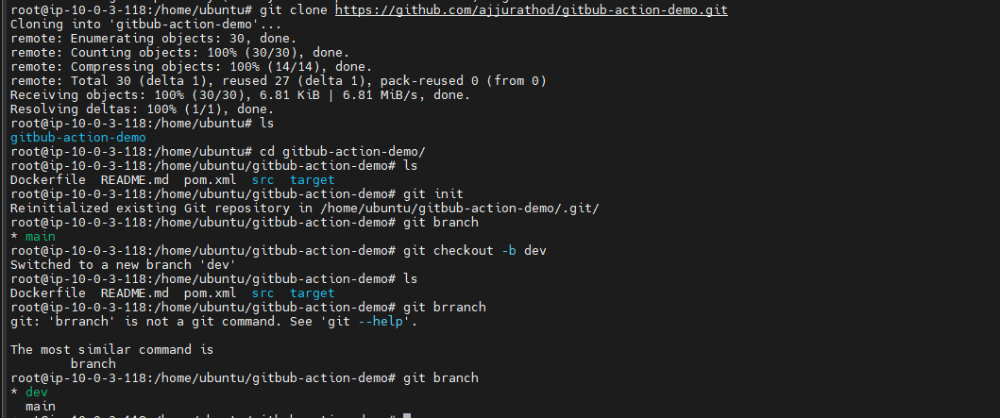 root@ip-10-0-3-118:/home/ubuntu# git clone https://github.com/ajjurathod/gitbub-action-demo.git
Cloning into 'gitbub-action-demo'...
remote: Enumerating objects: 30, done.
remote: Counting objects: 100% (30/30), done.
remote: Compressing objects: 100% (14/14), done.
remote: Total 30 (delta 1), reused 27 (delta 1), pack-reused 0 (from 0)
Receiving objects: 100% (30/30), 6.81 KiB | 6.81 MiB/s, done.
Resolving deltas: 100% (1/1), done.
root@ip-10-0-3-118:/home/ubuntu# ls
gitbub-action-demo
root@ip-10-0-3-118:/home/ubuntu# cd gitbub-action-demo/
root@ip-10-0-3-118:/home/ubuntu/gitbub-action-demo# ls
Dockerfile  README.md  pom.xml  src  target
root@ip-10-0-3-118:/home/ubuntu/gitbub-action-demo# git init
Reinitialized existing Git repository in /home/ubuntu/gitbub-action-demo/.git/
root@ip-10-0-3-118:/home/ubuntu/gitbub-action-demo# git branch
* main
root@ip-10-0-3-118:/home/ubuntu/gitbub-action-demo# git checkout -b dev
Switched to a new branch 'dev'
root@ip-10-0-3-118:/home/ubuntu/gitbub-action-demo# ls
Dockerfile  README.md  pom.xml  src  target
root@ip-10-0-3-118:/home/ubuntu/gitbub-action-demo# git brranch
git: 'brranch' is not a git command. See 'git --help'.

The most similar command is
        branch
root@ip-10-0-3-118:/home/ubuntu/gitbub-action-demo# git branch
* dev
  main
root@ip-10-0-3-118:/home/ubuntu/gitbub-action-demo#